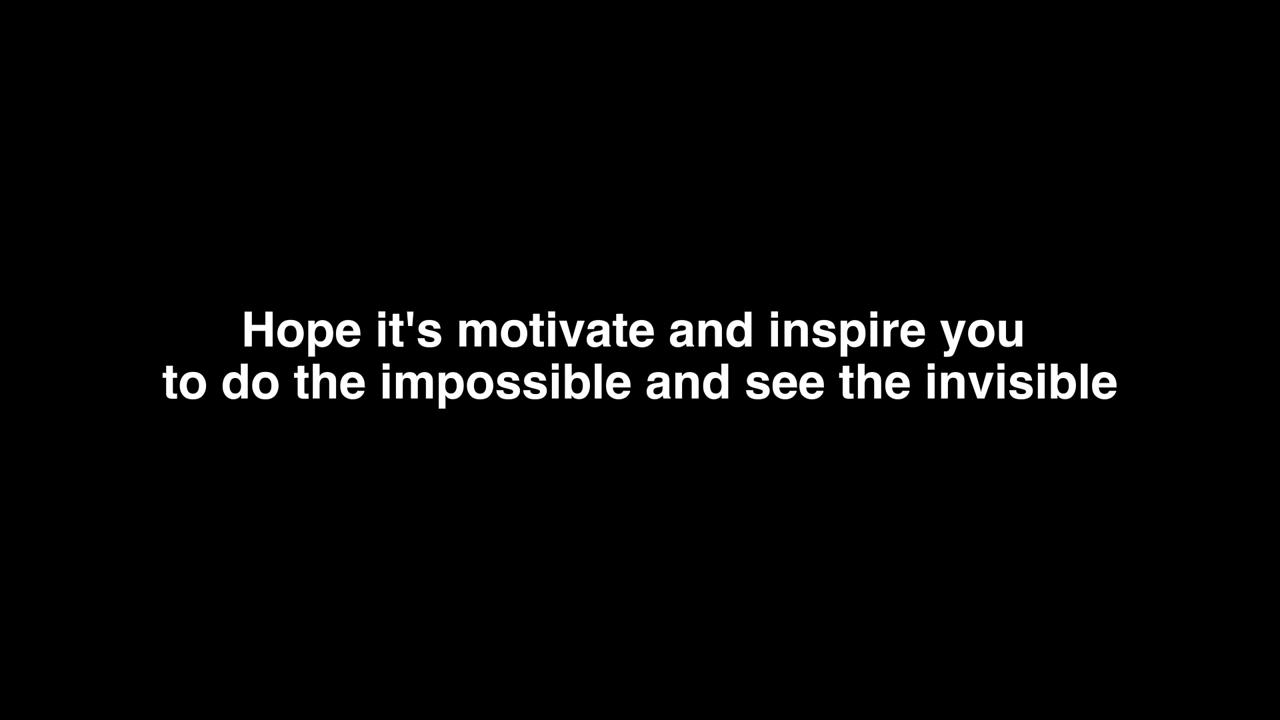 Hope it's motivate and inspire you
to do the impossible and see the invisible